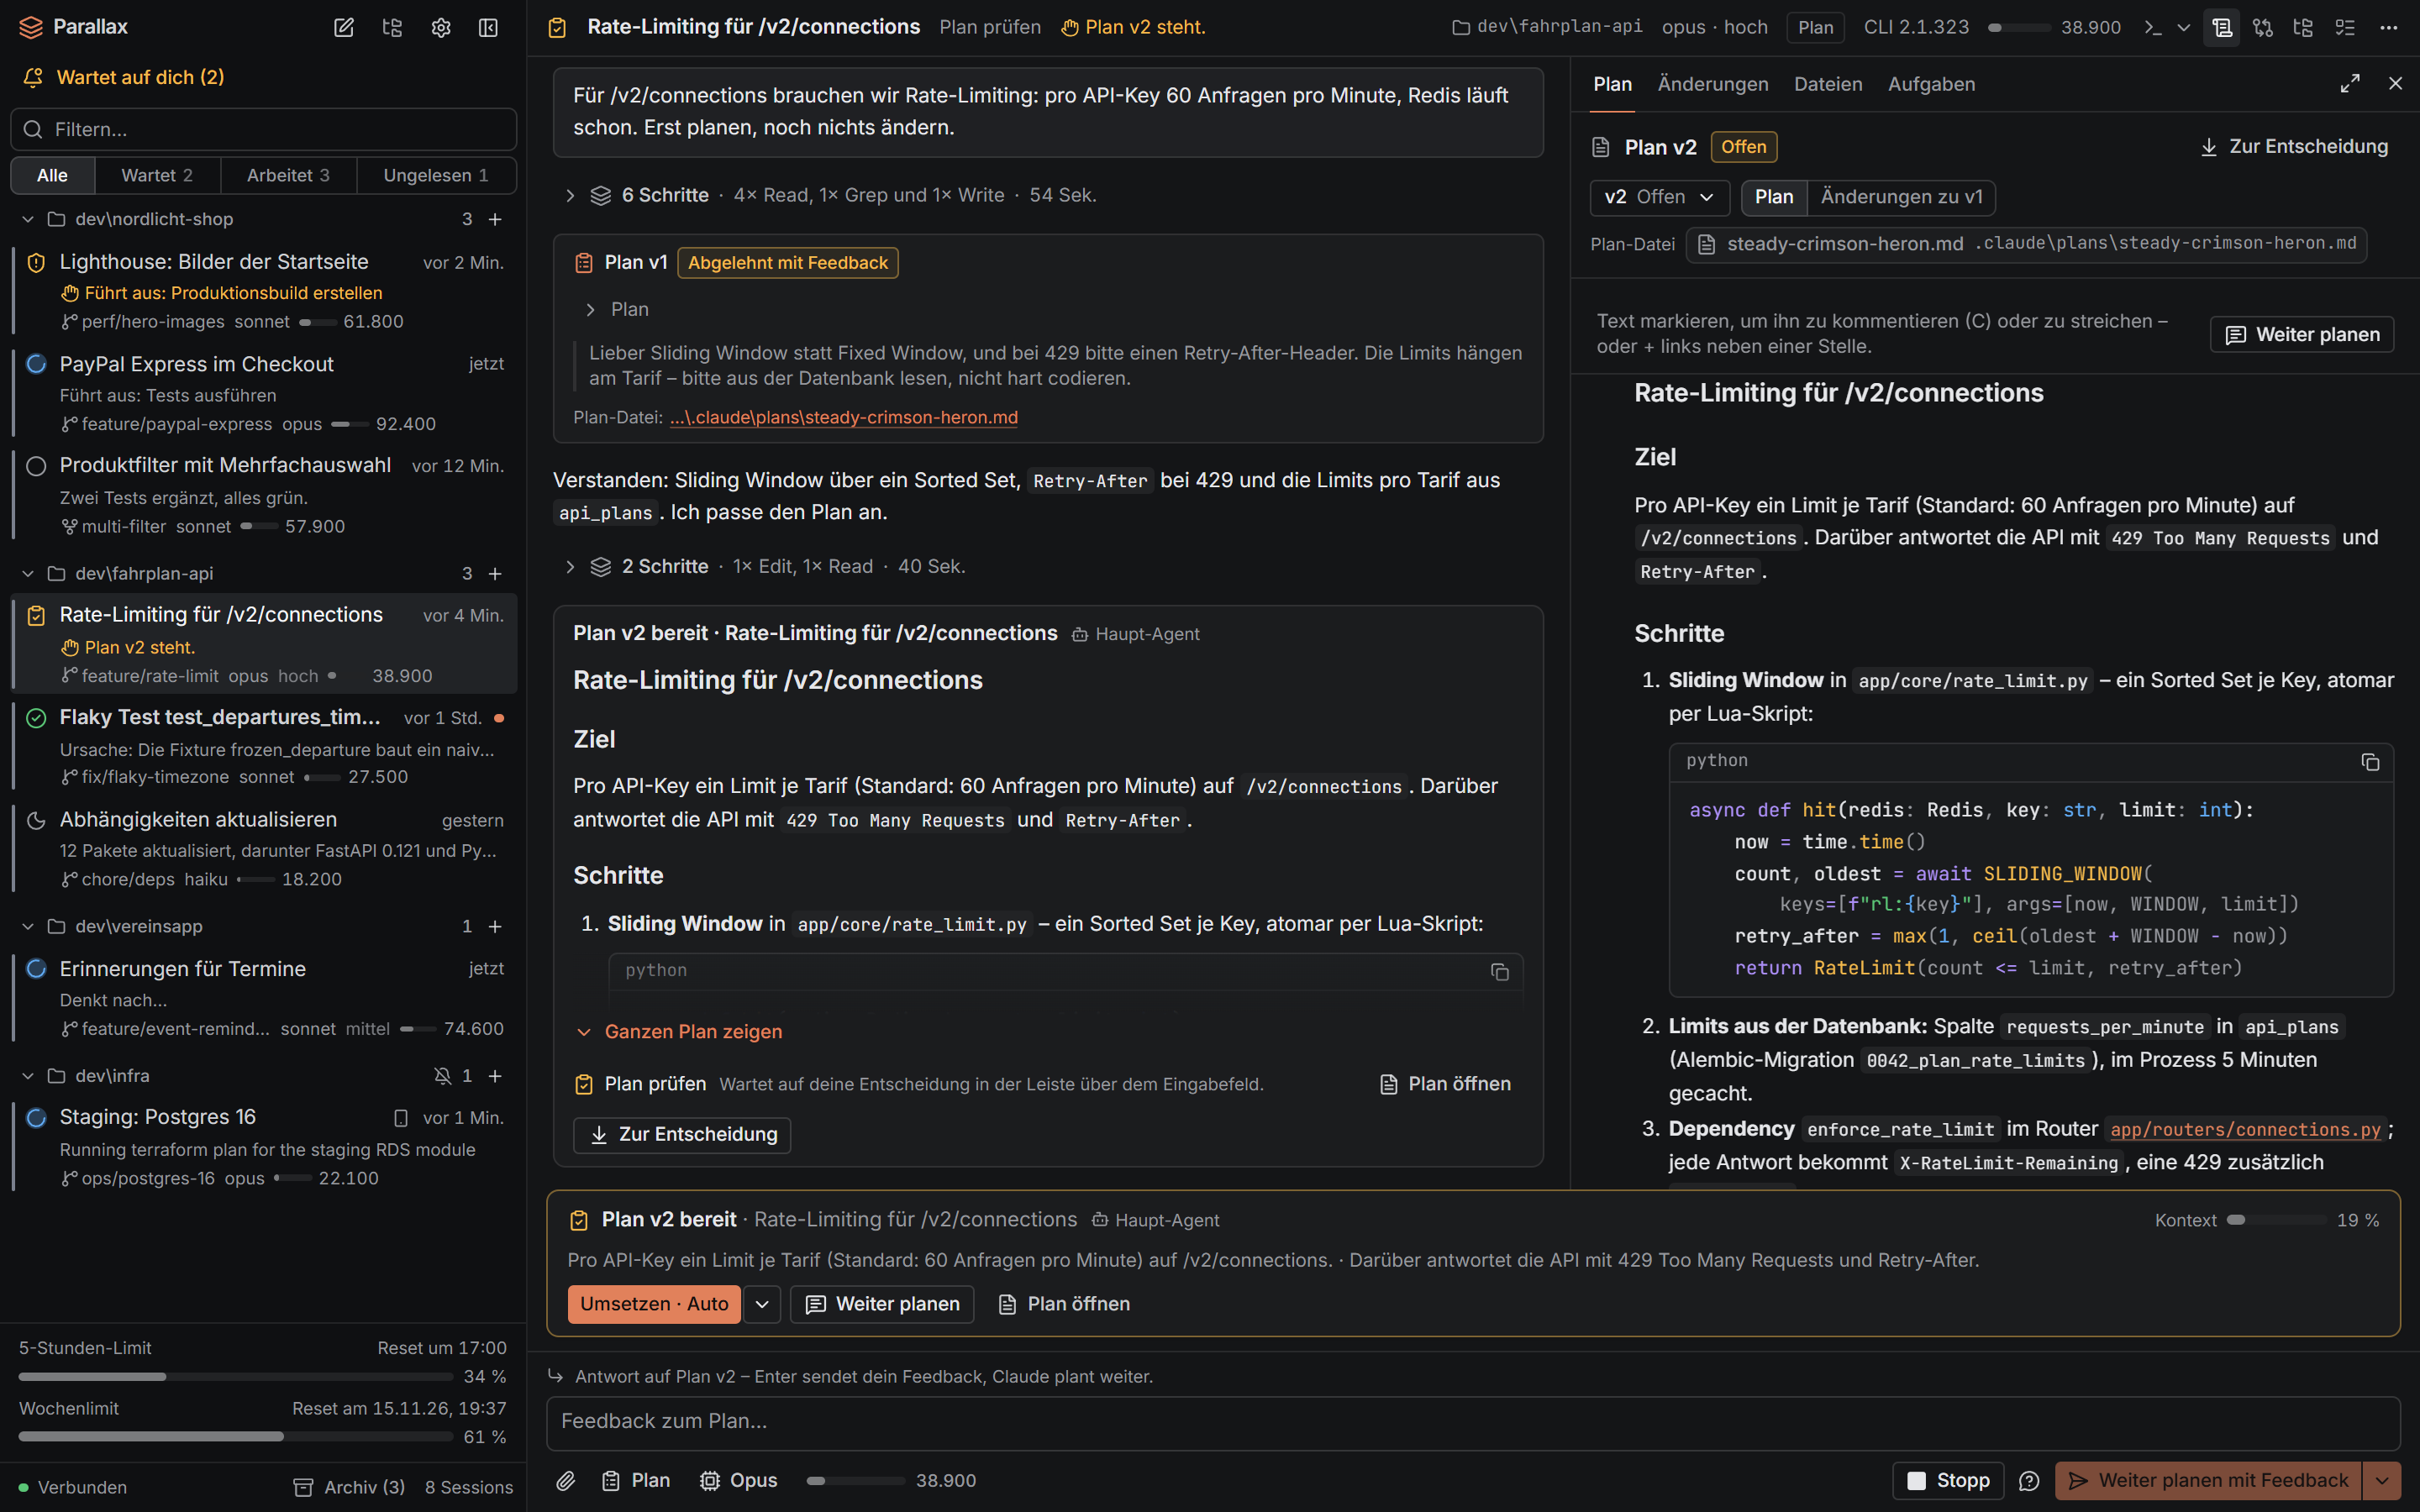 Parallax
Wartet auf dich (2)
Filtern...
Alle
Wartet 2
Arbeitet 3
Ungelesen 1
dev\nordlicht-shop
3
Lighthouse: Bilder der Startseite
vor 2 Min.
Führt aus: Produktionsbuild erstellen
perf/hero-images sonnet 61.800
PayPal Express im Checkout
jetzt
Führt aus: Tests ausführen
feature/paypal-express opus 92.400
Produktfilter mit Mehrfachauswahl
vor 12 Min.
Zwei Tests ergänzt, alles grün.
multi-filter sonnet 57.900
dev\fahrplan-api
3
Rate-Limiting für /v2/connections
vor 4 Min.
Plan v2 steht.
feature/rate-limit opus hoch 38.900
Flaky Test test_departures_tim...
vor 1 Std.
Ursache: Die Fixture frozen_departure baut ein naiv...
fix/flaky-timezone sonnet 27.500
Abhängigkeiten aktualisieren
gestern
12 Pakete aktualisiert, darunter FastAPI 0.121 und Py...
chore/deps haiku 18.200
dev\vereinsapp
1
Erinnerungen für Termine
jetzt
Denkt nach...
feature/event-remind... sonnet mittel 74.600
dev\infra
1
Staging: Postgres 16
vor 1 Min.
Running terraform plan for the staging RDS module
ops/postgres-16 opus 22.100
5-Stunden-Limit
Reset um 17:00
34 %
Wochenlimit
Reset am 15.11.26, 19:37
61 %
Verbunden
Archiv (3)
8 Sessions
Rate-Limiting für /v2/connections
Plan prüfen
Plan v2 steht.
dev\fahrplan-api
opus · hoch
Plan
CLI 2.1.323
38.900
Für /v2/connections brauchen wir Rate-Limiting: pro API-Key 60 Anfragen pro Minute, Redis läuft
schon. Erst planen, noch nichts ändern.
6 Schritte · 4× Read, 1× Grep und 1× Write · 54 Sek.
Plan v1
Abgelehnt mit Feedback
Plan
Lieber Sliding Window statt Fixed Window, und bei 429 bitte einen Retry-After-Header. Die Limits hängen
am Tarif – bitte aus der Datenbank lesen, nicht hart codieren.
Plan-Datei: ...\.claude\plans\steady-crimson-heron.md
Verstanden: Sliding Window über ein Sorted Set, Retry-After bei 429 und die Limits pro Tarif aus
api_plans. Ich passe den Plan an.
2 Schritte · 1× Edit, 1× Read · 40 Sek.
Plan v2 bereit · Rate-Limiting für /v2/connections
Haupt-Agent
Rate-Limiting für /v2/connections
Ziel
Pro API-Key ein Limit je Tarif (Standard: 60 Anfragen pro Minute) auf /v2/connections. Darüber
antwortet die API mit 429 Too Many Requests und Retry-After.
Schritte
1. Sliding Window in app/core/rate_limit.py – ein Sorted Set je Key, atomar per Lua-Skript:
python
Ganzen Plan zeigen
Plan prüfen
Wartet auf deine Entscheidung in der Leiste über dem Eingabefeld.
Plan öffnen
Zur Entscheidung
Plan
Änderungen
Dateien
Aufgaben
Plan v2
Offen
Zur Entscheidung
v2 Offen
Plan
Änderungen zu v1
Plan-Datei
steady-crimson-heron.md .claude\plans\steady-crimson-heron.md
Text markieren, um ihn zu kommentieren (C) oder zu streichen –
oder + links neben einer Stelle.
Weiter planen
Rate-Limiting für /v2/connections
Ziel
Pro API-Key ein Limit je Tarif (Standard: 60 Anfragen pro Minute) auf
/v2/connections. Darüber antwortet die API mit 429 Too Many Requests und
Retry-After.
Schritte
1. Sliding Window in app/core/rate_limit.py – ein Sorted Set je Key, atomar
per Lua-Skript:
python
async def hit(redis: Redis, key: str, limit: int):
now = time.time()
count, oldest = await SLIDING_WINDOW(
keys=[f"rl:{key}"], args=[now, WINDOW, limit])
retry_after = max(1, ceil(oldest + WINDOW - now))
return RateLimit(count <= limit, retry_after)
2. Limits aus der Datenbank: Spalte requests_per_minute in api_plans
(Alembic-Migration 0042_plan_rate_limits), im Prozess 5 Minuten
gecacht.
3. Dependency enforce_rate_limit im Router app/routers/connections.py;
jede Antwort bekommt X-RateLimit-Remaining, eine 429 zusätzlich
Plan v2 bereit · Rate-Limiting für /v2/connections
Haupt-Agent
Kontext
19 %
Pro API-Key ein Limit je Tarif (Standard: 60 Anfragen pro Minute) auf /v2/connections. · Darüber antwortet die API mit 429 Too Many Requests und Retry-After.
Umsetzen · Auto
Weiter planen
Plan öffnen
Antwort auf Plan v2 – Enter sendet dein Feedback, Claude plant weiter.
Feedback zum Plan...
Plan
Opus
38.900
Stopp
Weiter planen mit Feedback